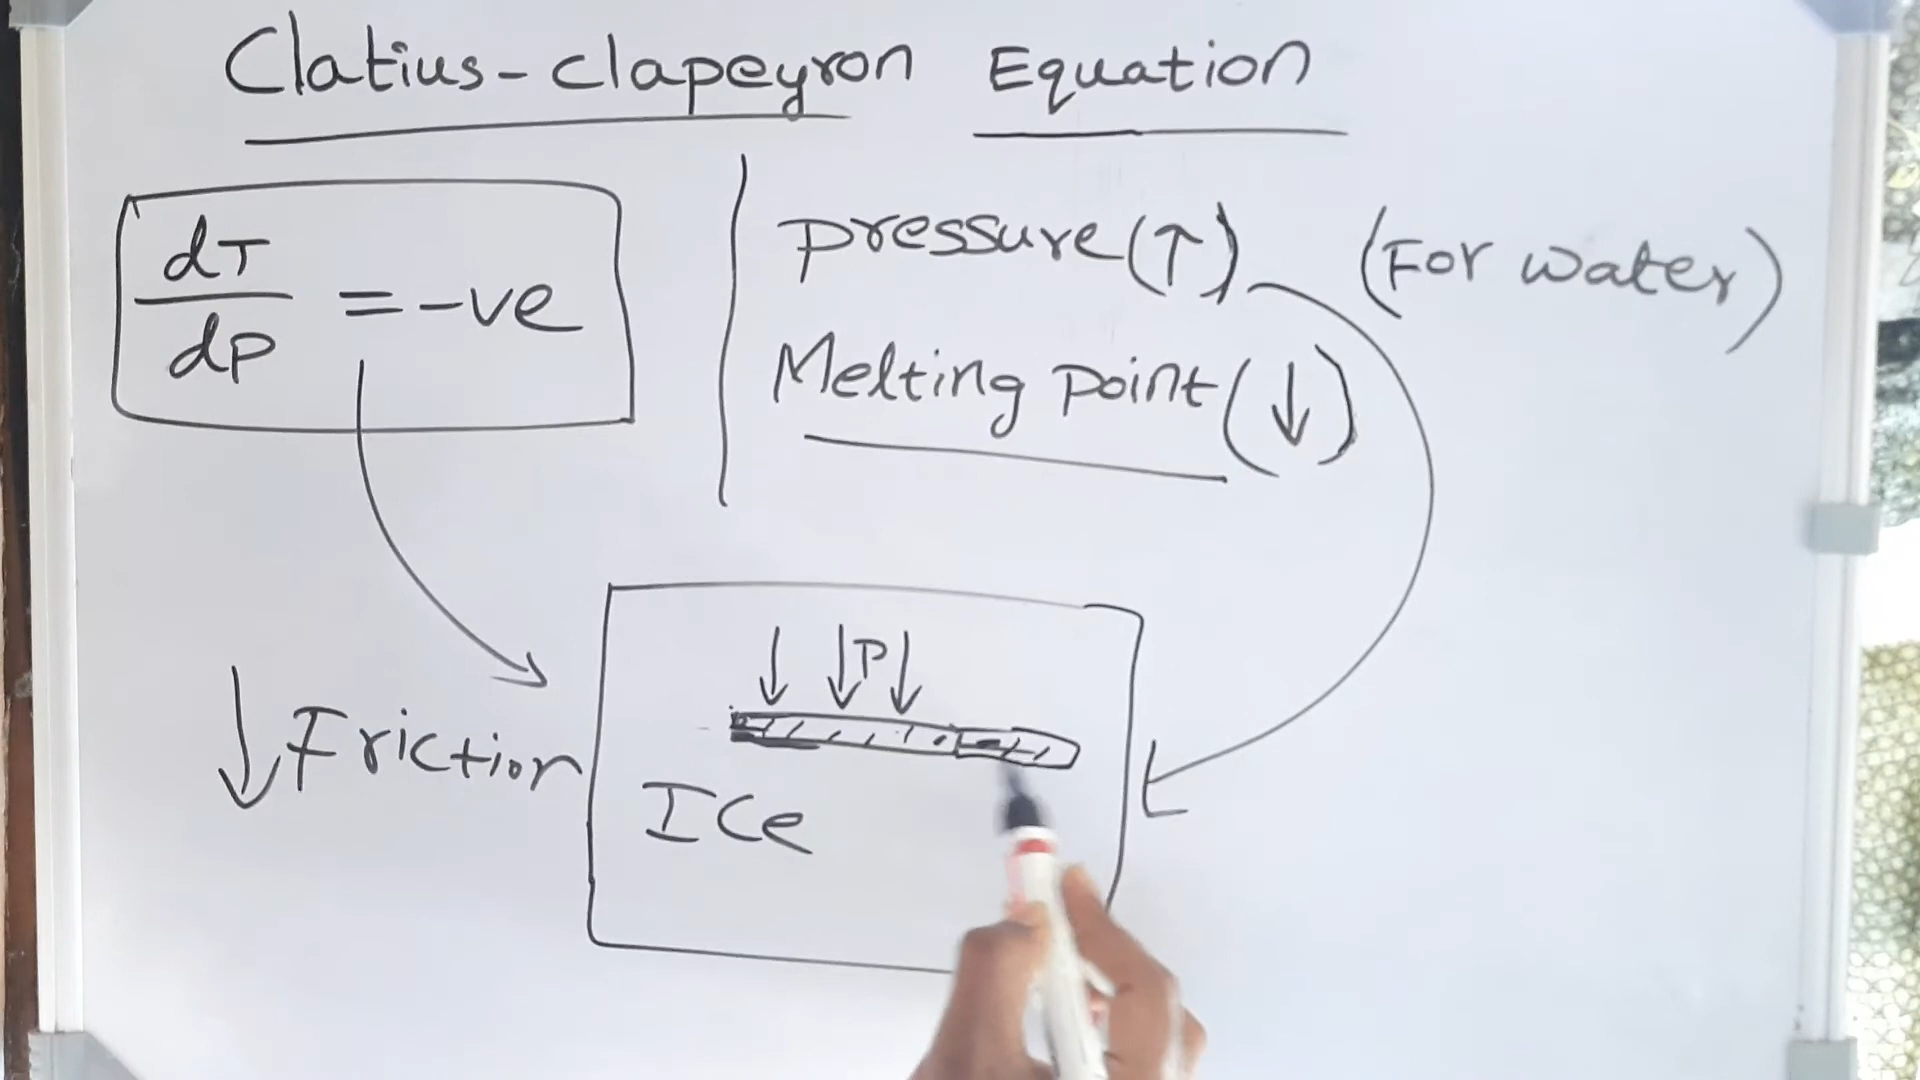 Clatius-clapeyron Equation
dT
dp = -ve
pressure(↑) (For water)
Melting point(↓)
↓ P ↓ ↓
↓ Friction
ICe